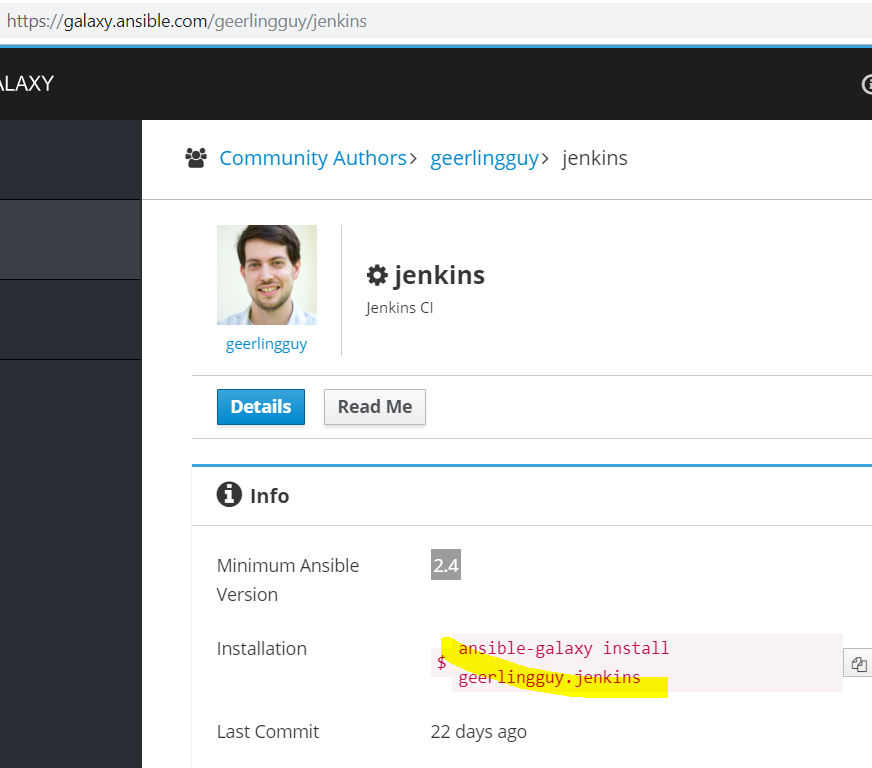 https://galaxy.ansible.com/geerlingguy/jenkins
ALAXY
Community Authors> geerlingguy> jenkins
jenkins
Jenkins CI
geerlingguy
Details Read Me
Info
Minimum Ansible 2.4
Version
Installation $ ansible-galaxy install
geerlingguy.jenkins
Last Commit 22 days ago